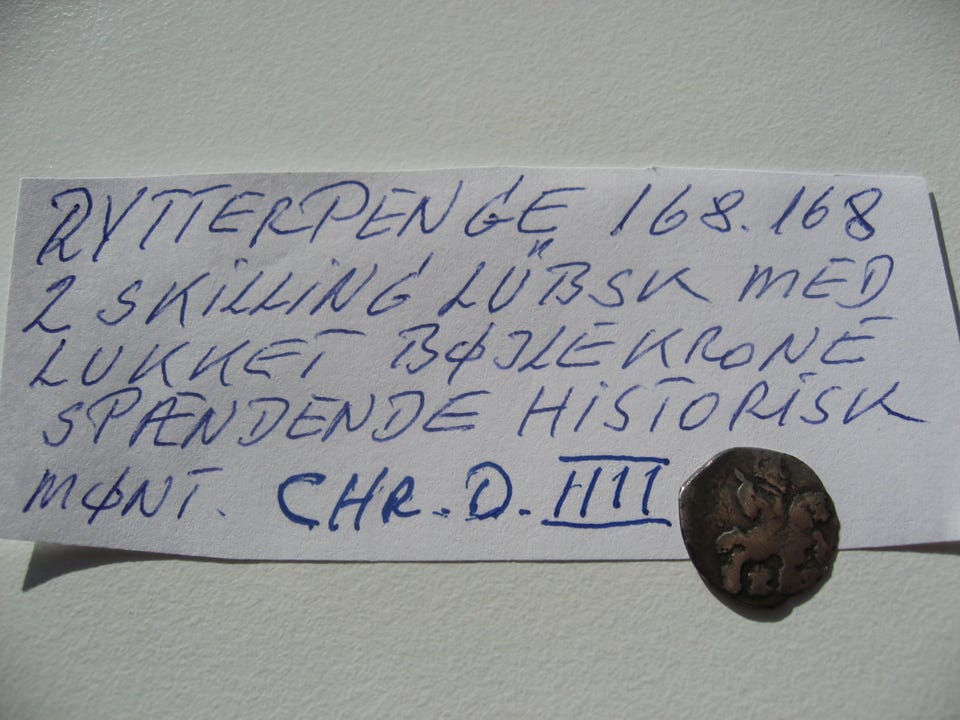 RYTTERPENGE 168.168
2 SKILLING LÜBSK MED
LUKKET BØJLEKRONE
SPÆNDENDE HISTORISK
MØNT. CHR. D. IIII